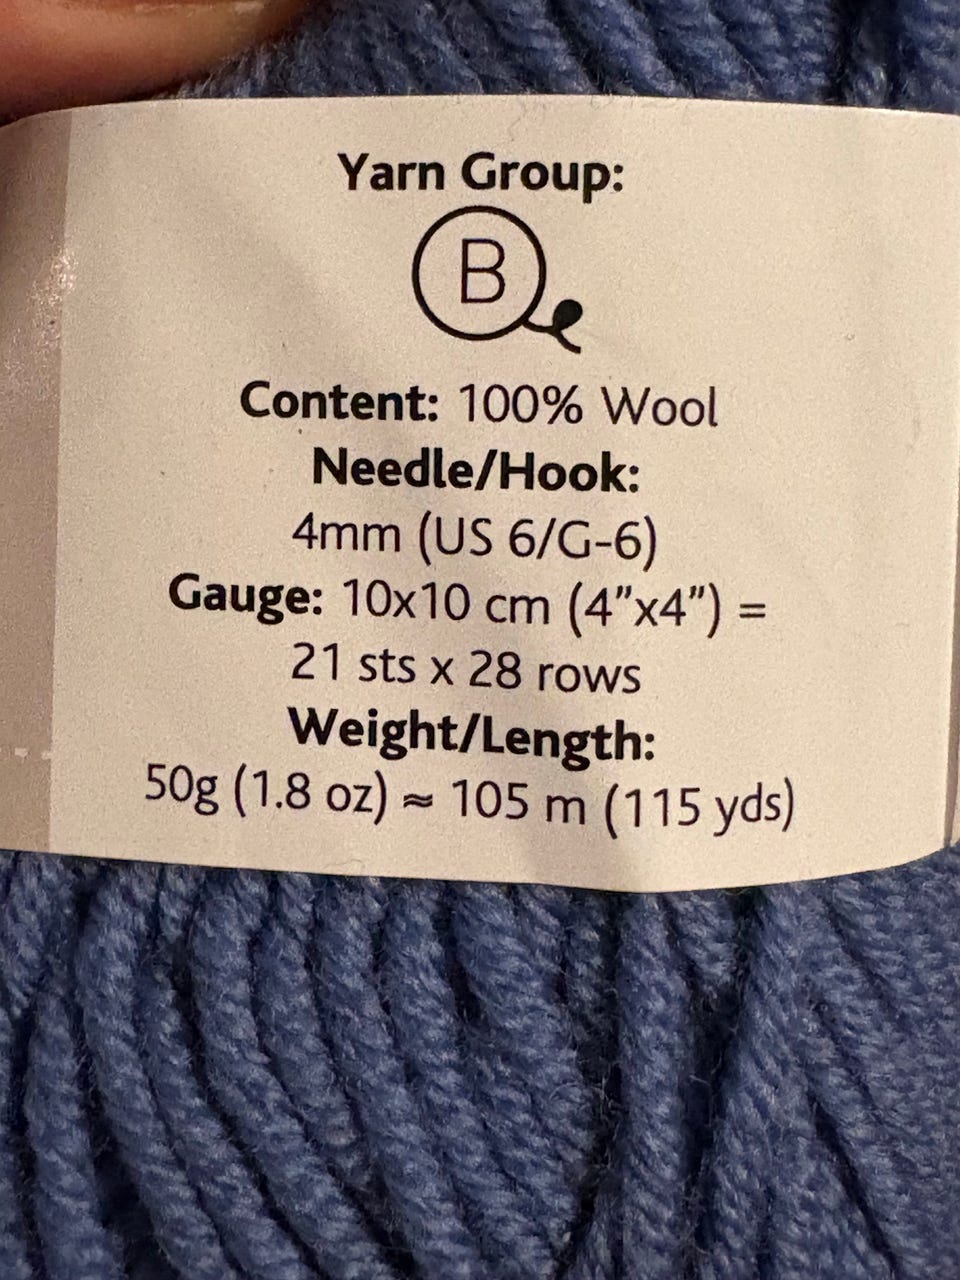 Yarn Group:
B
Content: 100% Wool
Needle/Hook:
4mm (US 6/G-6)
Gauge: 10x10 cm (4”x4”) =
21 sts x 28 rows
Weight/Length:
50g (1.8 oz) ≈ 105 m (115 yds)